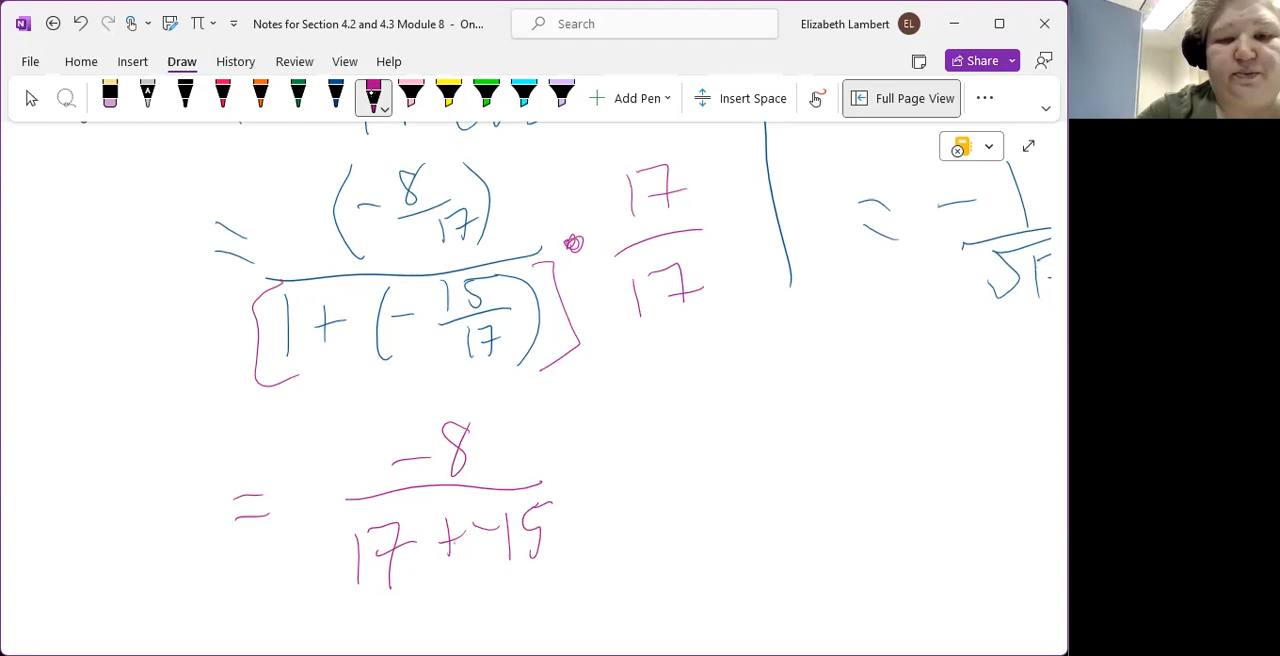 Notes for Section 4.2 and 4.3 Module 8 - On...
Search
Elizabeth Lambert
EL
File Home Insert Draw History Review View Help
Share
Add Pen
Insert Space
Full Page View
(-8/17)
= ———————— • 17/17
[1 + (-15/17)]
= -
√
= -8
17 + -15